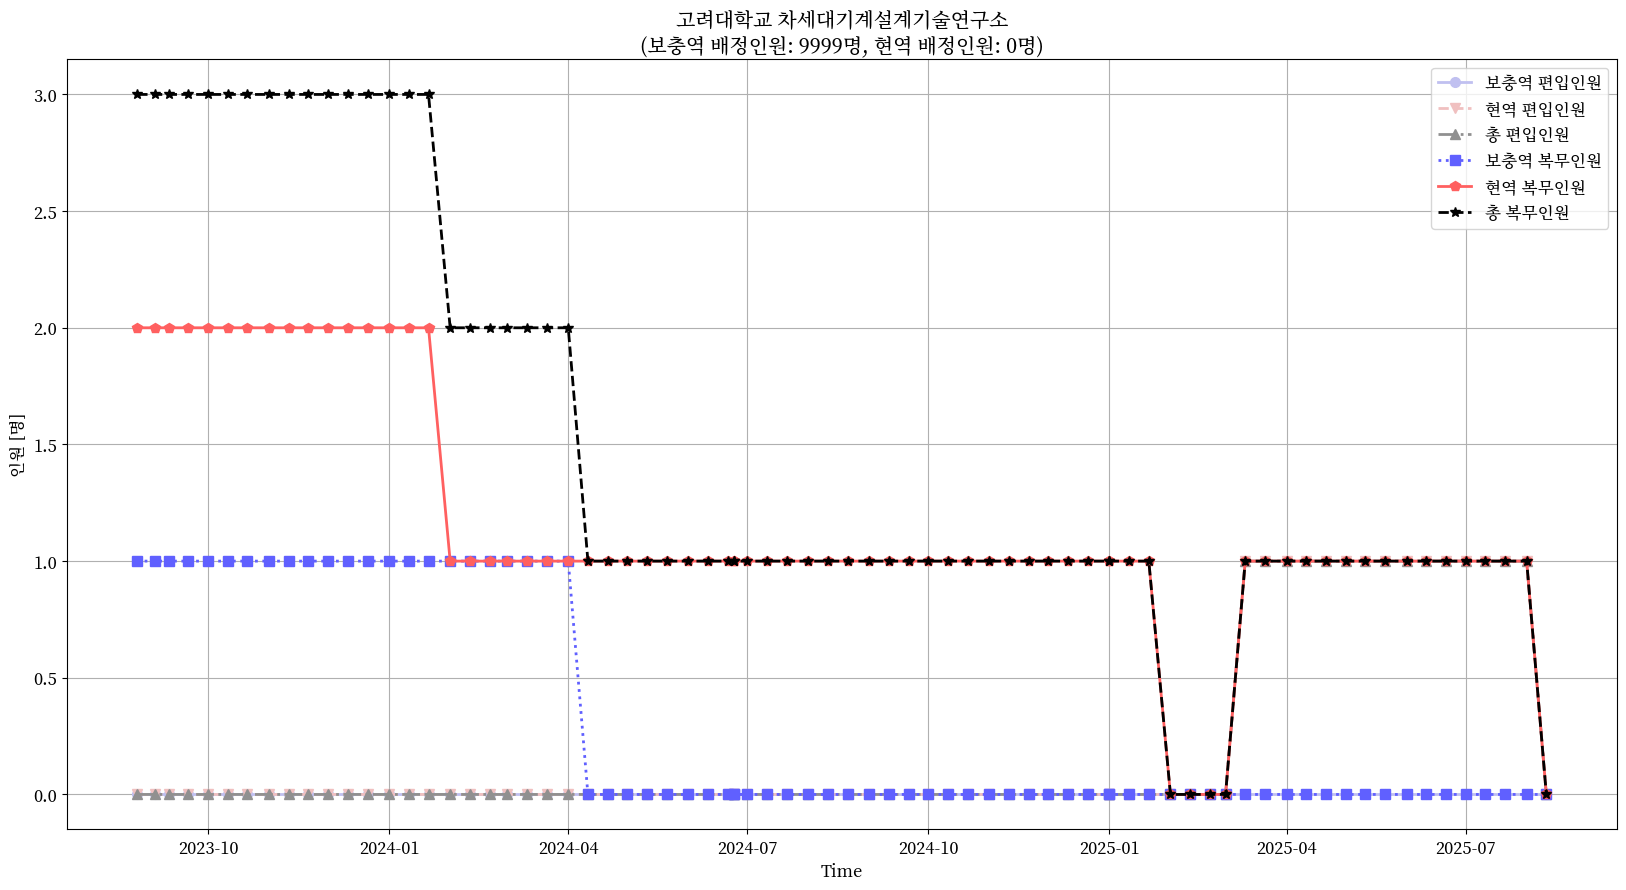 고려대학교 차세대기계설계기술연구소
(보충역 배정인원: 9999명, 현역 배정인원: 0명)
보충역 편입인원
현역 편입인원
총 편입인원
보충역 복무인원
현역 복무인원
총 복무인원
인원 [명]
3.0
2.5
2.0
1.5
1.0
0.5
0.0
2023-10
2024-01
2024-04
2024-07
2024-10
2025-01
2025-04
2025-07
Time